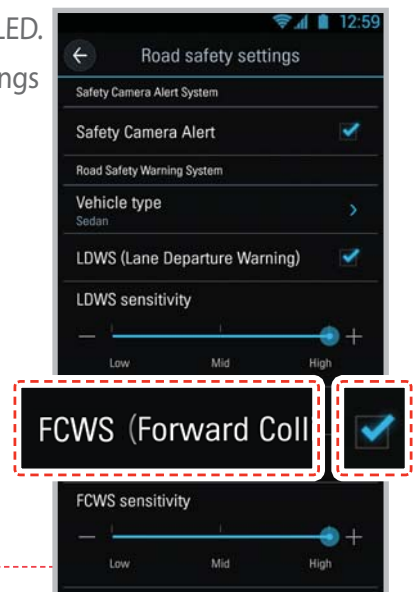 LED.
ngs
12:59
Road safety settings
Safety Camera Alert System
Safety Camera Alert
Road Safety Warning System
Vehicle type
Sedan
LDWS (Lane Departure Warning)
LDWS sensitivity
− +
Low Mid High
FCWS (Forward Coll
FCWS sensitivity
− +
Low Mid High